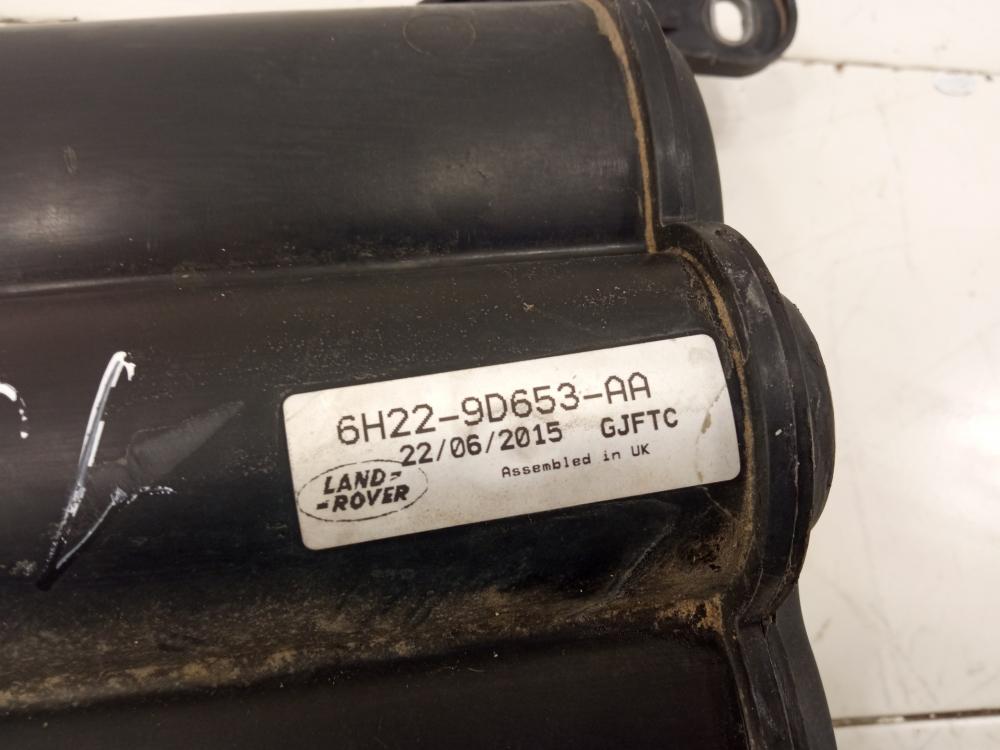 6H22-9D653-AA
22/06/2015 GJFTC
Assembled in UK
LAND-
-ROVER